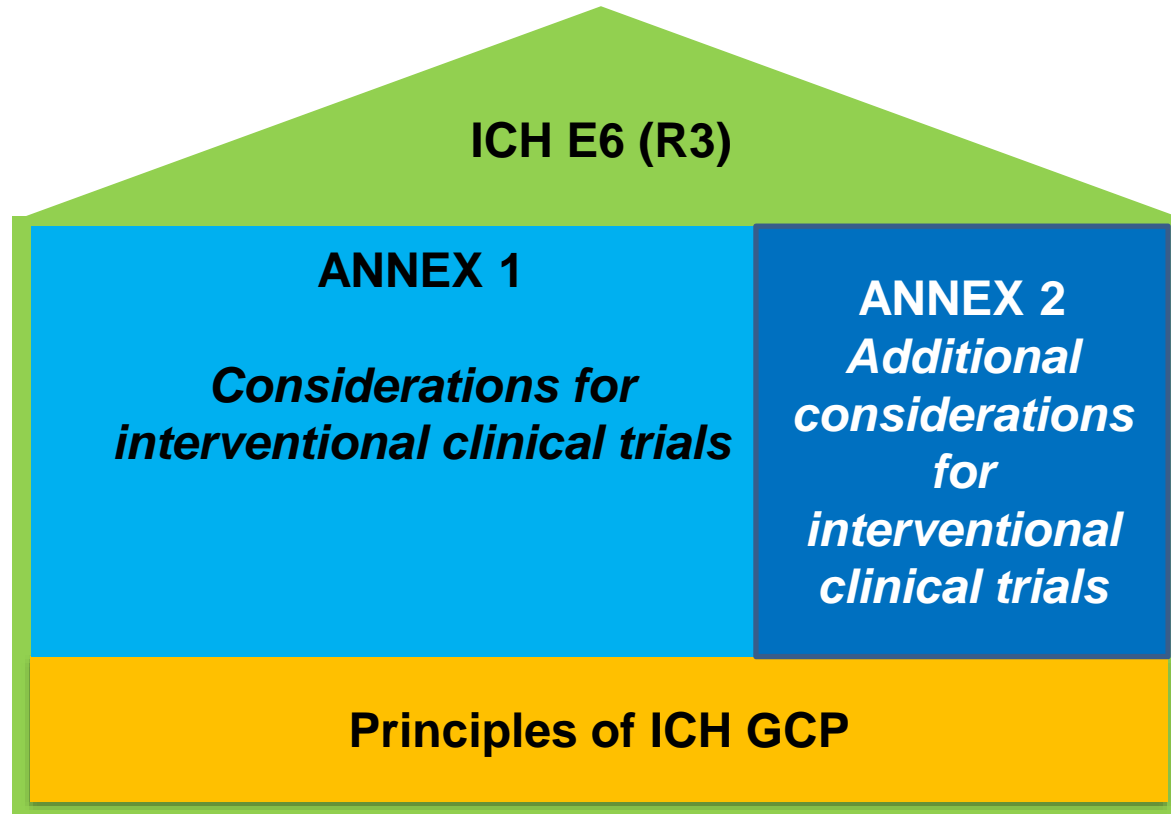 ICH E6 (R3)
ANNEX 1
Considerations for
interventional clinical trials
ANNEX 2
Additional
considerations
for
interventional
clinical trials
Principles of ICH GCP